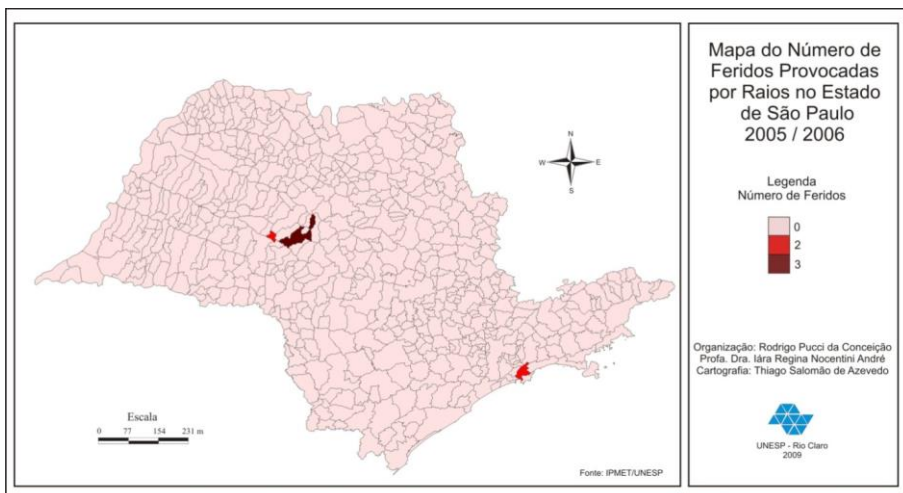 Mapa do Número de
Feridos Provocadas
por Raios no Estado
de São Paulo
2005 / 2006
N
W E
S
Legenda
Número de Feridos
0
2
3
Organização: Rodrigo Pucci da Conceição
Profa. Dra. Iára Regina Nocentini André
Cartografia: Thiago Salomão de Azevedo
Escala
0 77 154 231 m
UNESP - Rio Claro
2009
Fonte: IPMET/UNESP